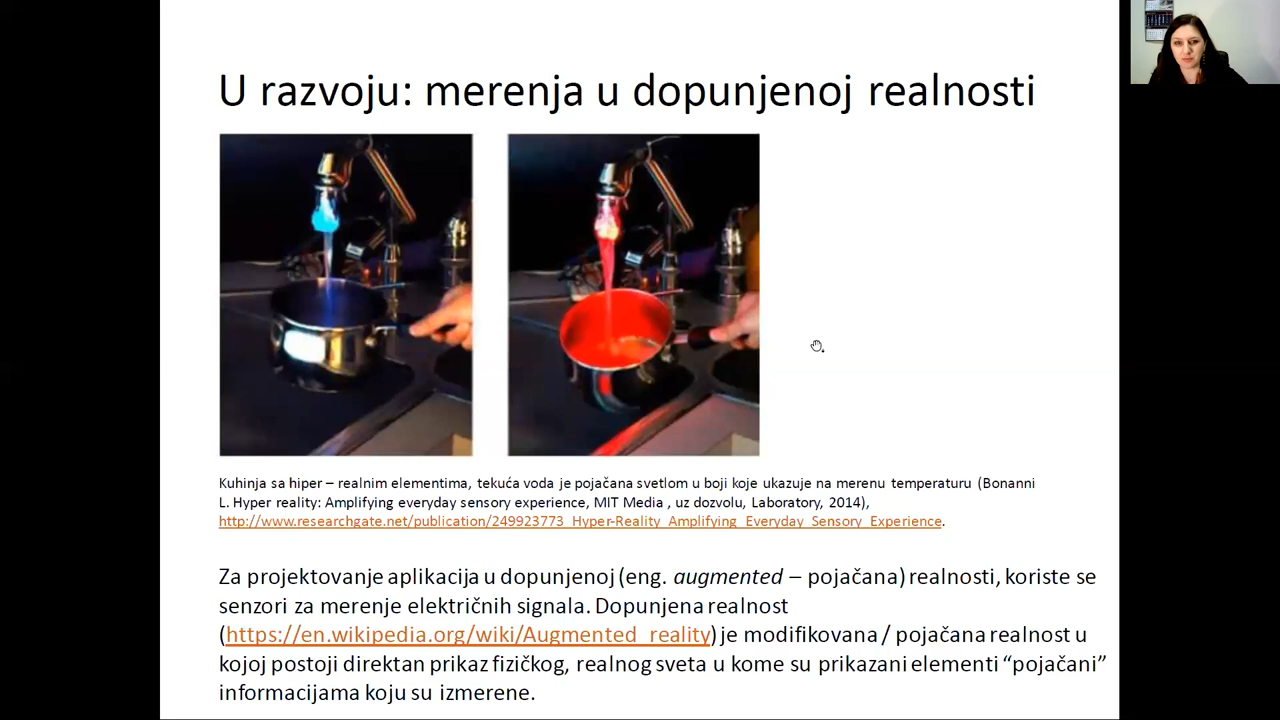 U razvoju: merenja u dopunjenoj realnosti
Kuhinja sa hiper – realnim elementima, tekuća voda je pojačana svetlom u boji koje ukazuje na merenu temperaturu (Bonanni
L. Hyper reality: Amplifying everyday sensory experience, MIT Media , uz dozvolu, Laboratory, 2014),
http://www.researchgate.net/publication/249923773_Hyper-Reality_Amplifying_Everyday_Sensory_Experience.
Za projektovanje aplikacija u dopunjenoj (eng. augmented – pojačana) realnosti, koriste se
senzori za merenje električnih signala. Dopunjena realnost
(https://en.wikipedia.org/wiki/Augmented_reality) je modifikovana / pojačana realnost u
kojoj postoji direktan prikaz fizičkog, realnog sveta u kome su prikazani elementi “pojačani”
informacijama koju su izmerene.